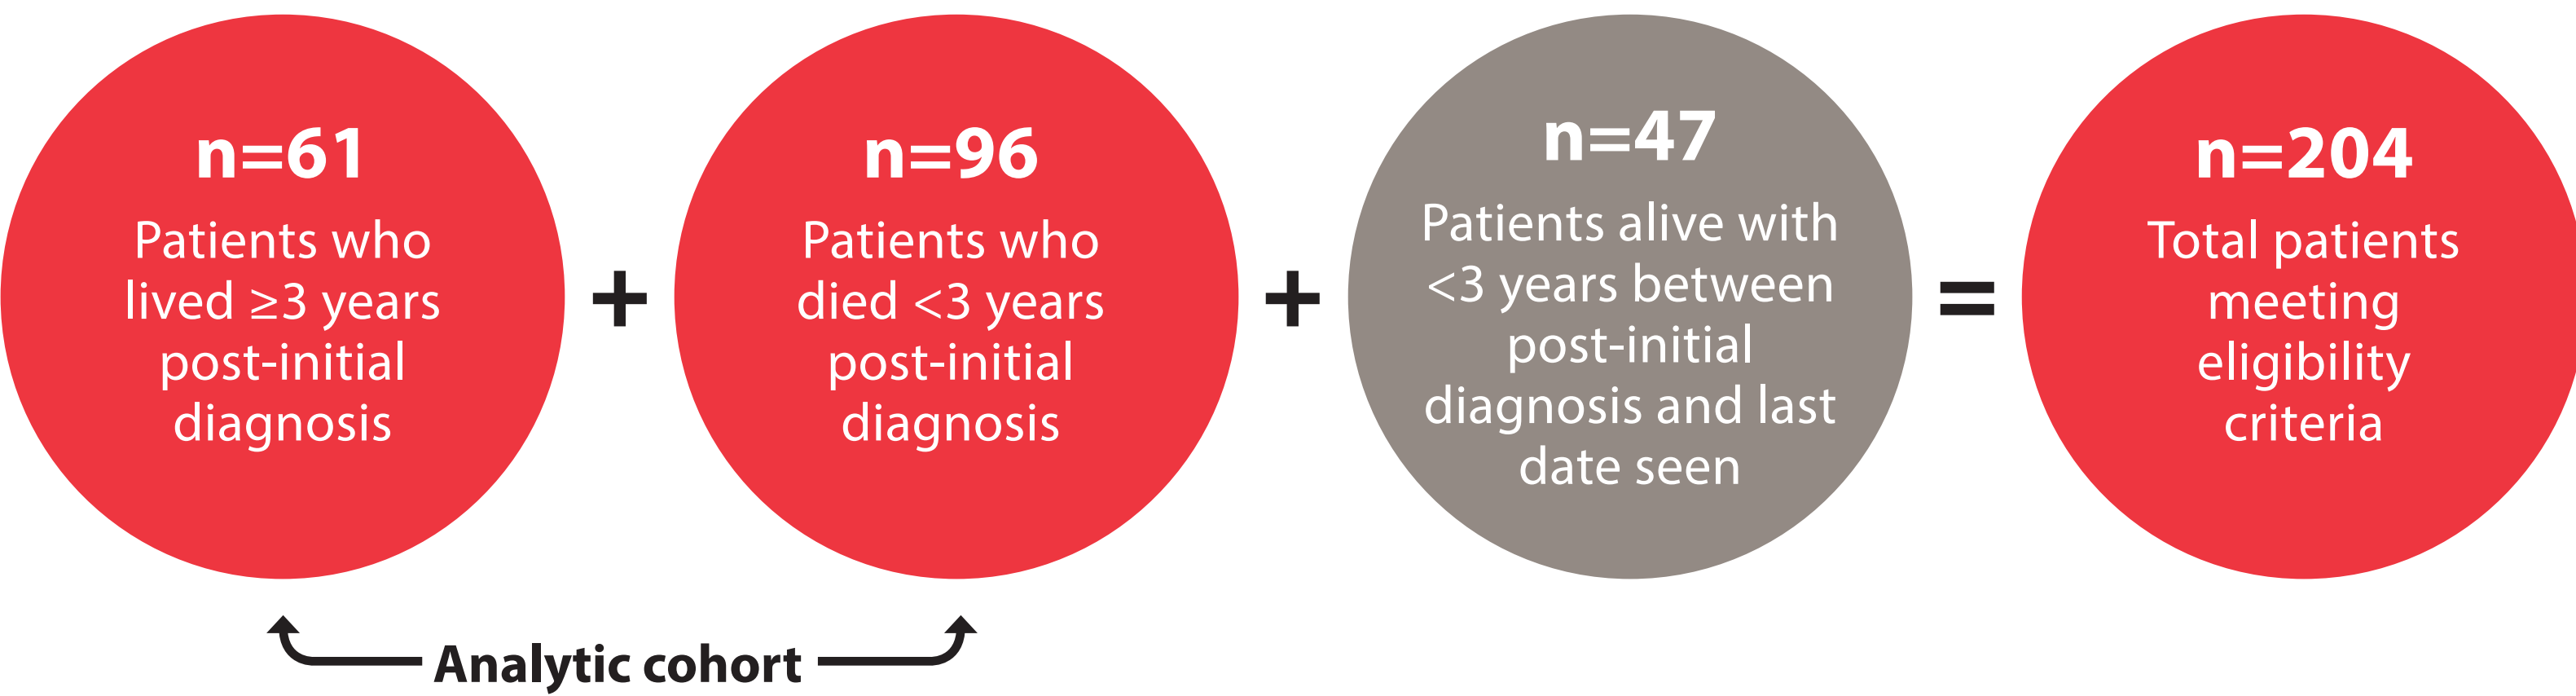 n=61
Patients who
lived ≥3 years
post-initial
diagnosis
+
n=96
Patients who
died <3 years
post-initial
diagnosis
+
n=47
Patients alive with
<3 years between
post-initial
diagnosis and last
date seen
=
n=204
Total patients
meeting
eligibility
criteria
Analytic cohort